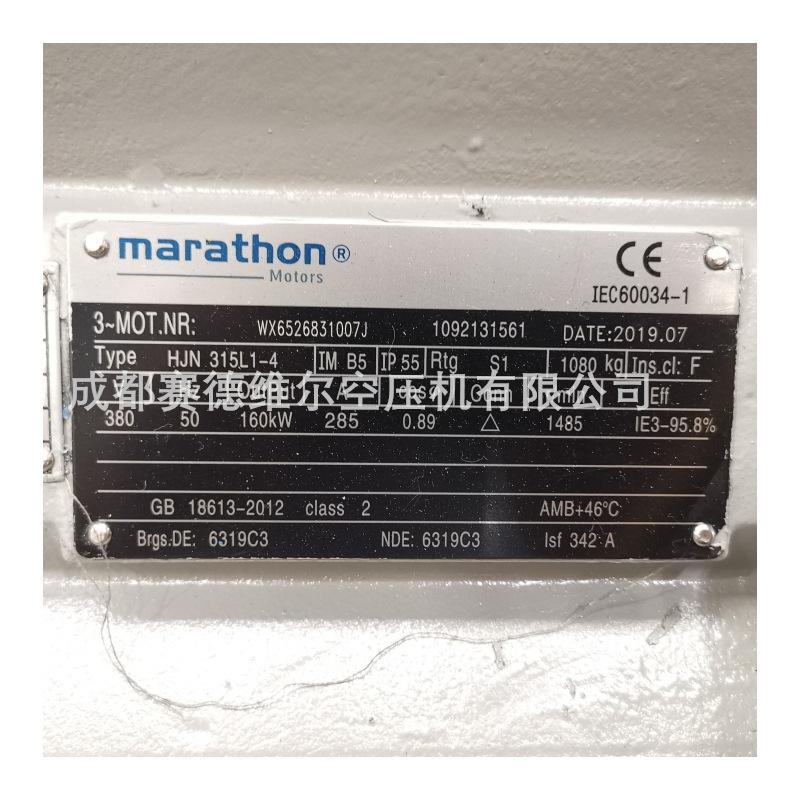 marathon®
Motors
CE
IEC60034-1
3~MOT.NR: WX6526831007J 1092131561 DATE:2019.07
Type HJN 315L1-4 IM B5 IP 55 Rtg S1 1080 kg Ins.cl: F
成都赛德维尔空压机有限公司
Eff
380 50 160kW 285 0.89 △ 1485 IE3-95.8%
GB 18613-2012 class 2 AMB+46℃
Brgs.DE: 6319C3 NDE: 6319C3 Isf 342 A